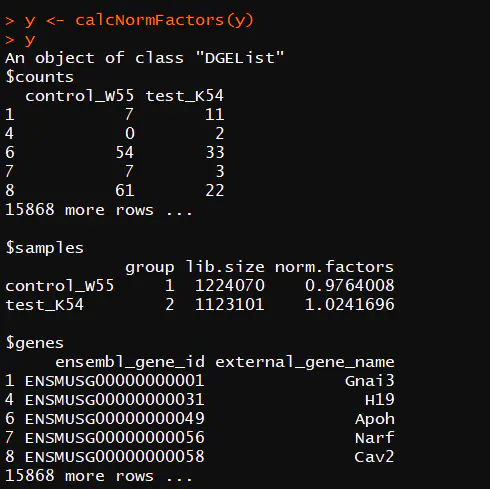 > y <- calcNormFactors(y)
> y
An object of class "DGEList"
$counts
  control_W55 test_K54
1           7       11
4           0        2
6          54       33
7           7        3
8          61       22
15868 more rows ...
$samples
            group lib.size norm.factors
control_W55     1  1224070    0.9764008
test_K54        2  1123101    1.0241696
$genes
     ensembl_gene_id external_gene_name
1 ENSMUSG00000000001              Gnai3
4 ENSMUSG00000000031                H19
6 ENSMUSG00000000049               Apoh
7 ENSMUSG00000000056               Narf
8 ENSMUSG00000000058               Cav2
15868 more rows ...